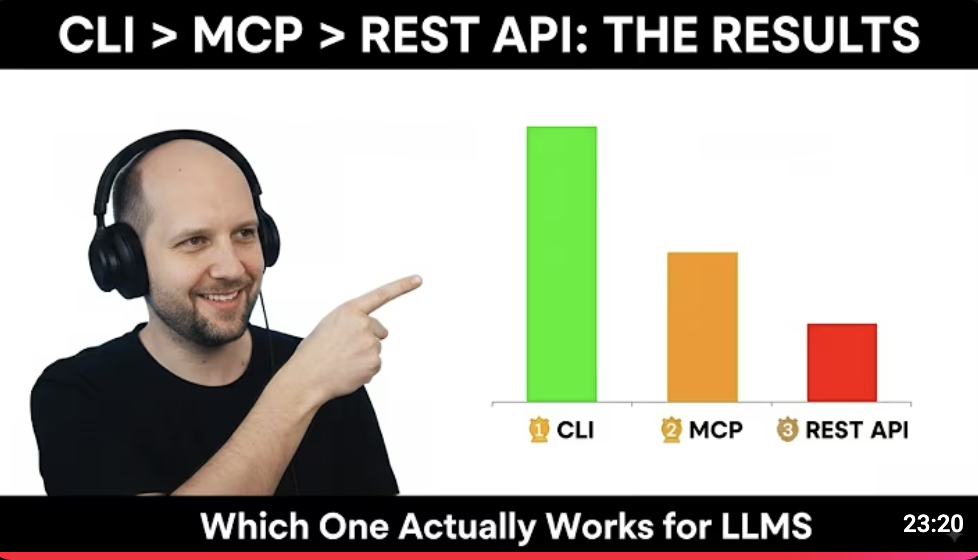 CLI > MCP > REST API: THE RESULTS
1 CLI
2 MCP
3 REST API
Which One Actually Works for LLMS
23:20